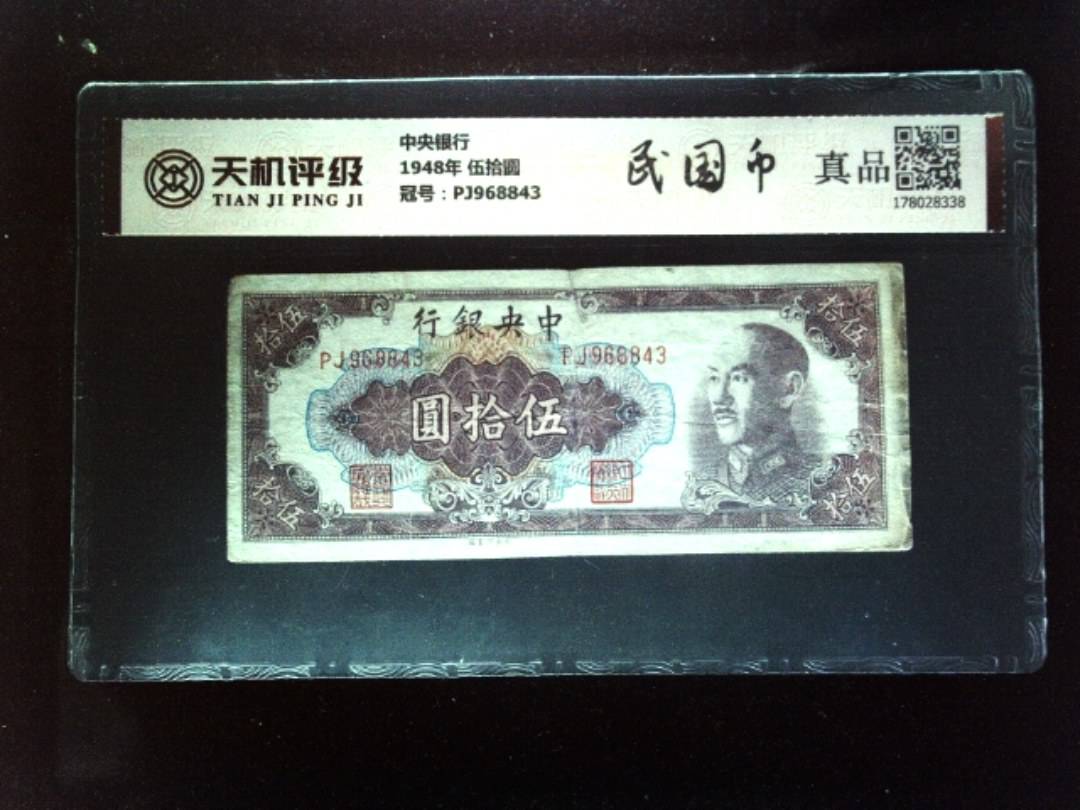 天机评级
TIAN JI PING JI
中央银行
1948年 伍拾圆
冠号：PJ968843
民国币
真品
178028338
行銀央中
PJ968843 PJ968843
圓拾伍
拾伍
拾伍
拾伍
拾伍